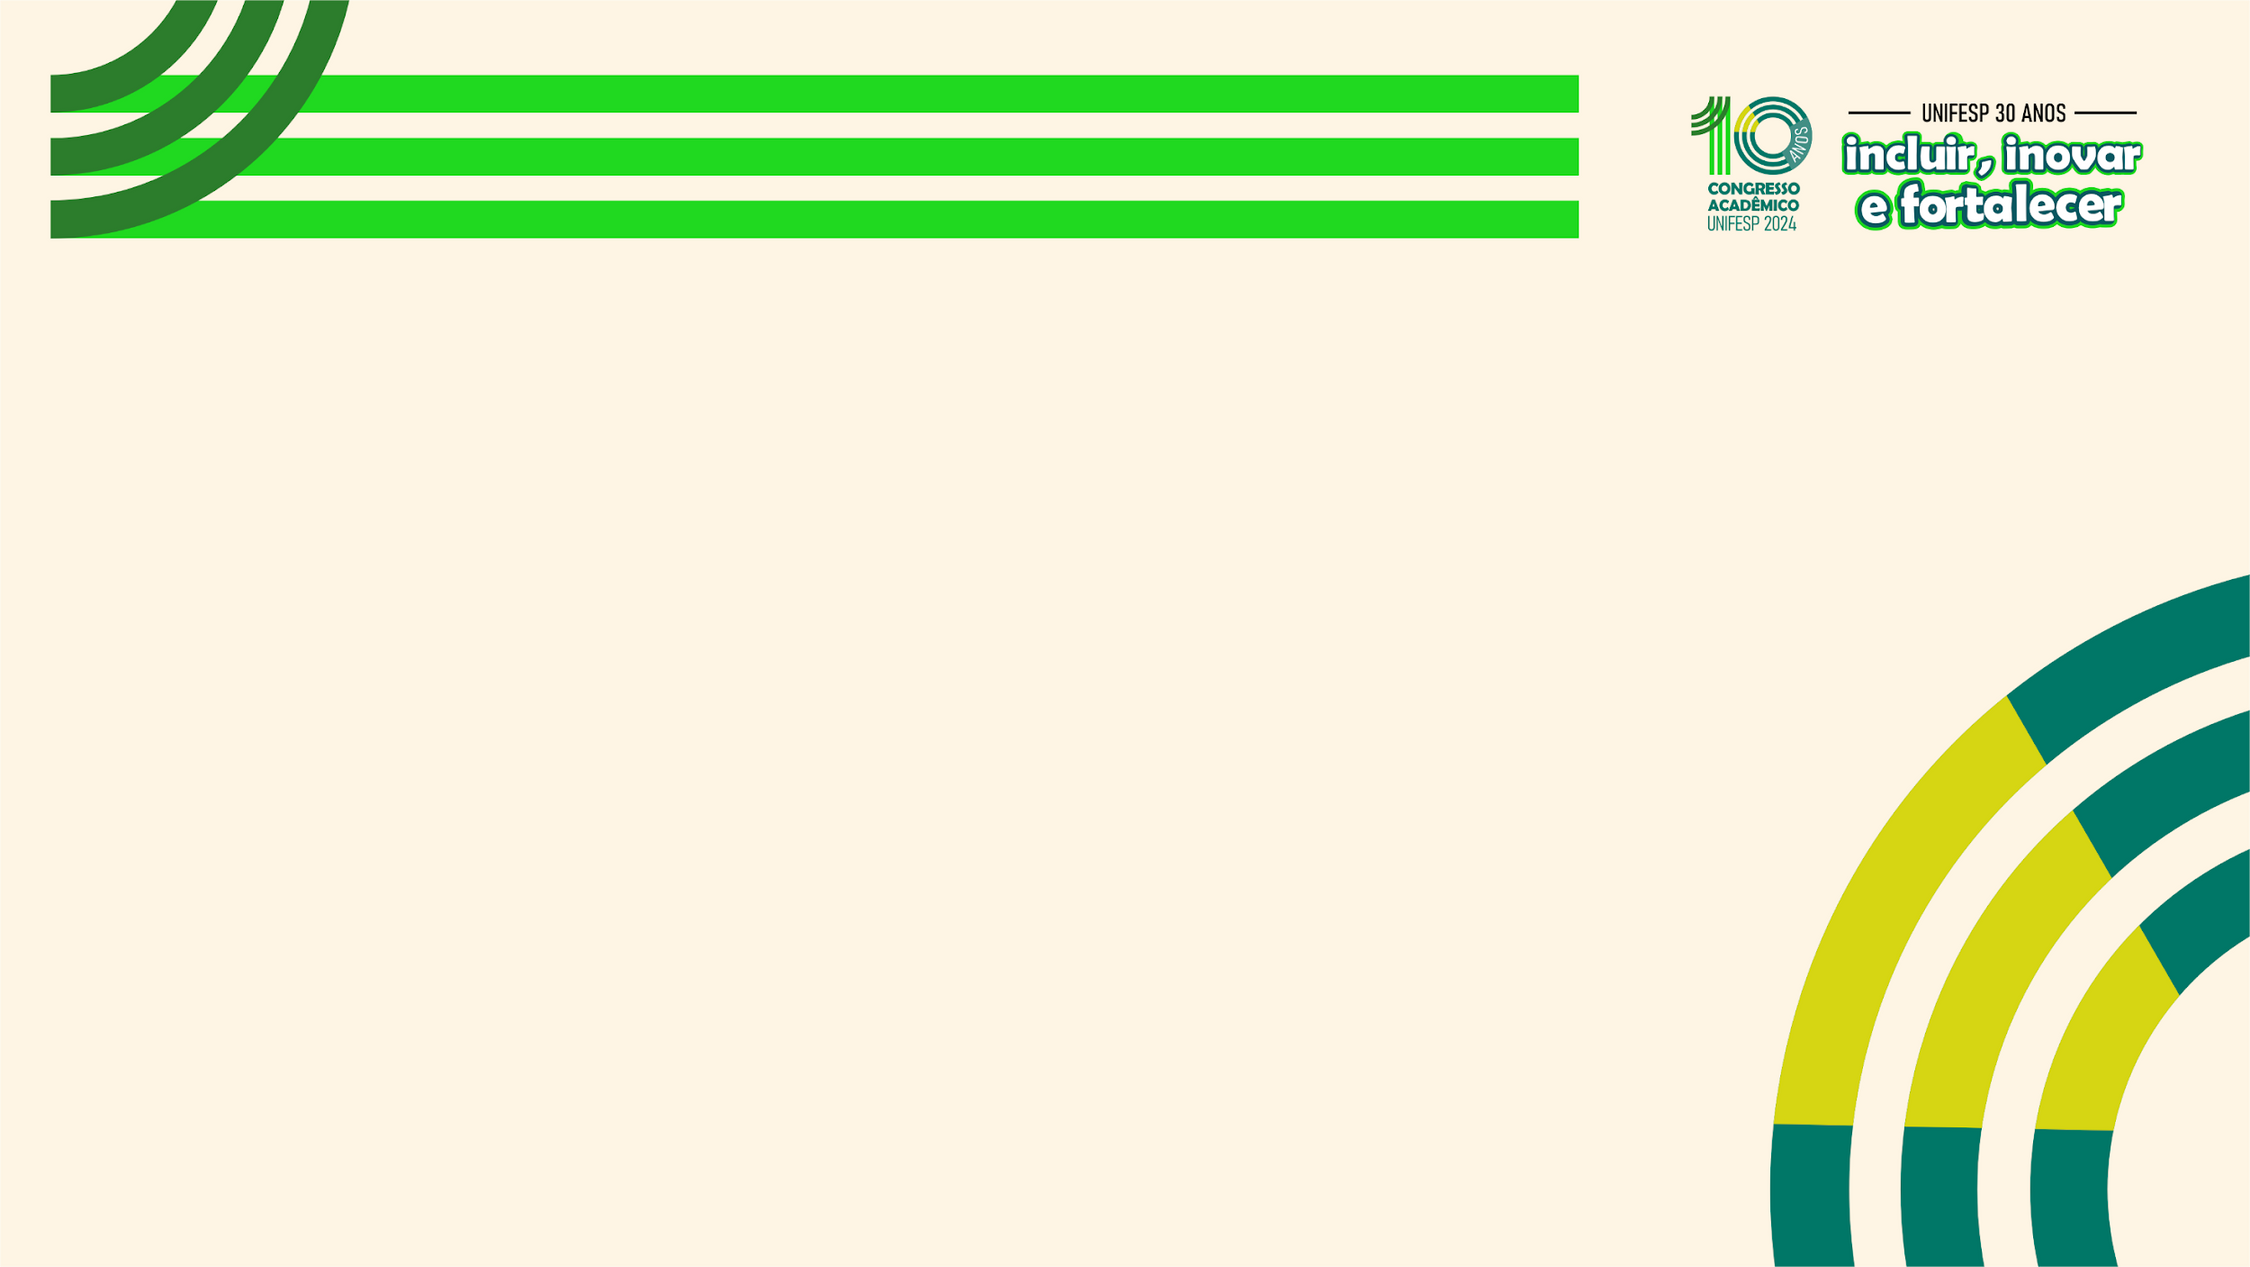 10
ANOS
CONGRESSO
ACADÊMICO
UNIFESP 2024
UNIFESP 30 ANOS
incluir, inovar
e fortalecer